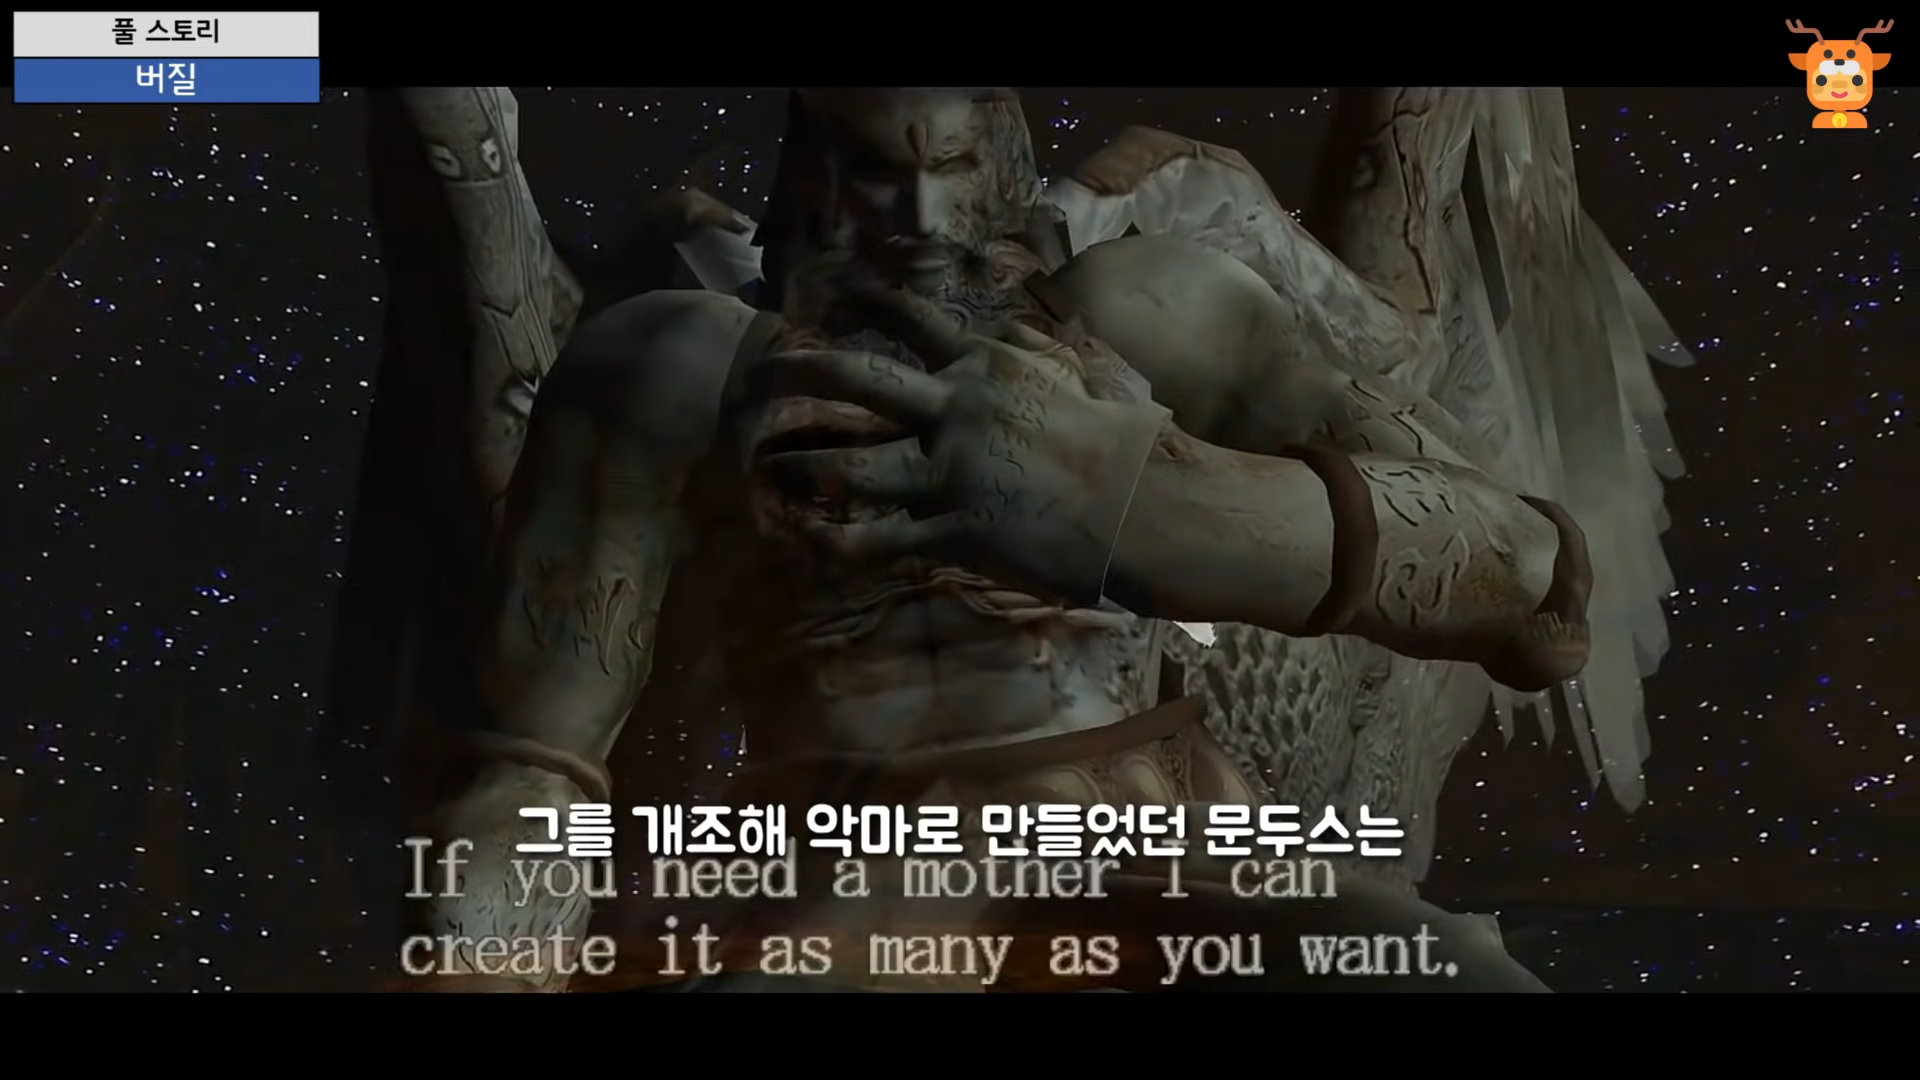 풀 스토리
버질
그를 개조해 악마로 만들었던 문두스는
If you need a mother I can
create it as many as you want.